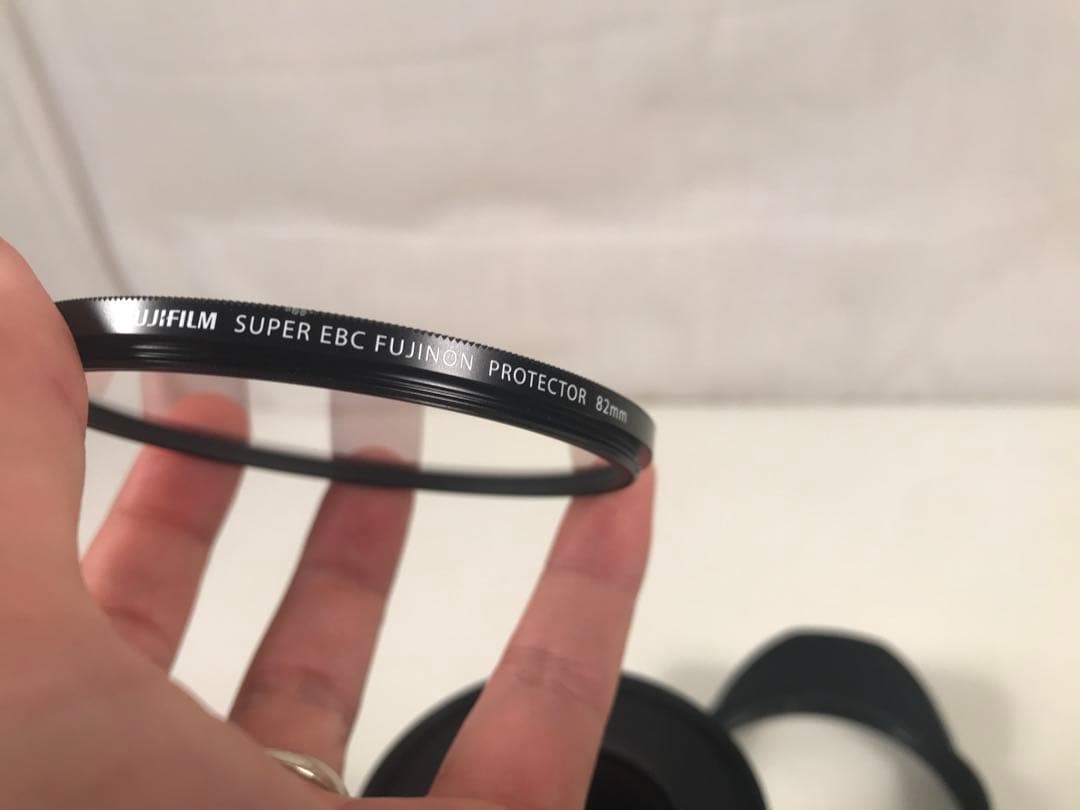 FUJIFILM SUPER EBC FUJINON PROTECTOR 82mm